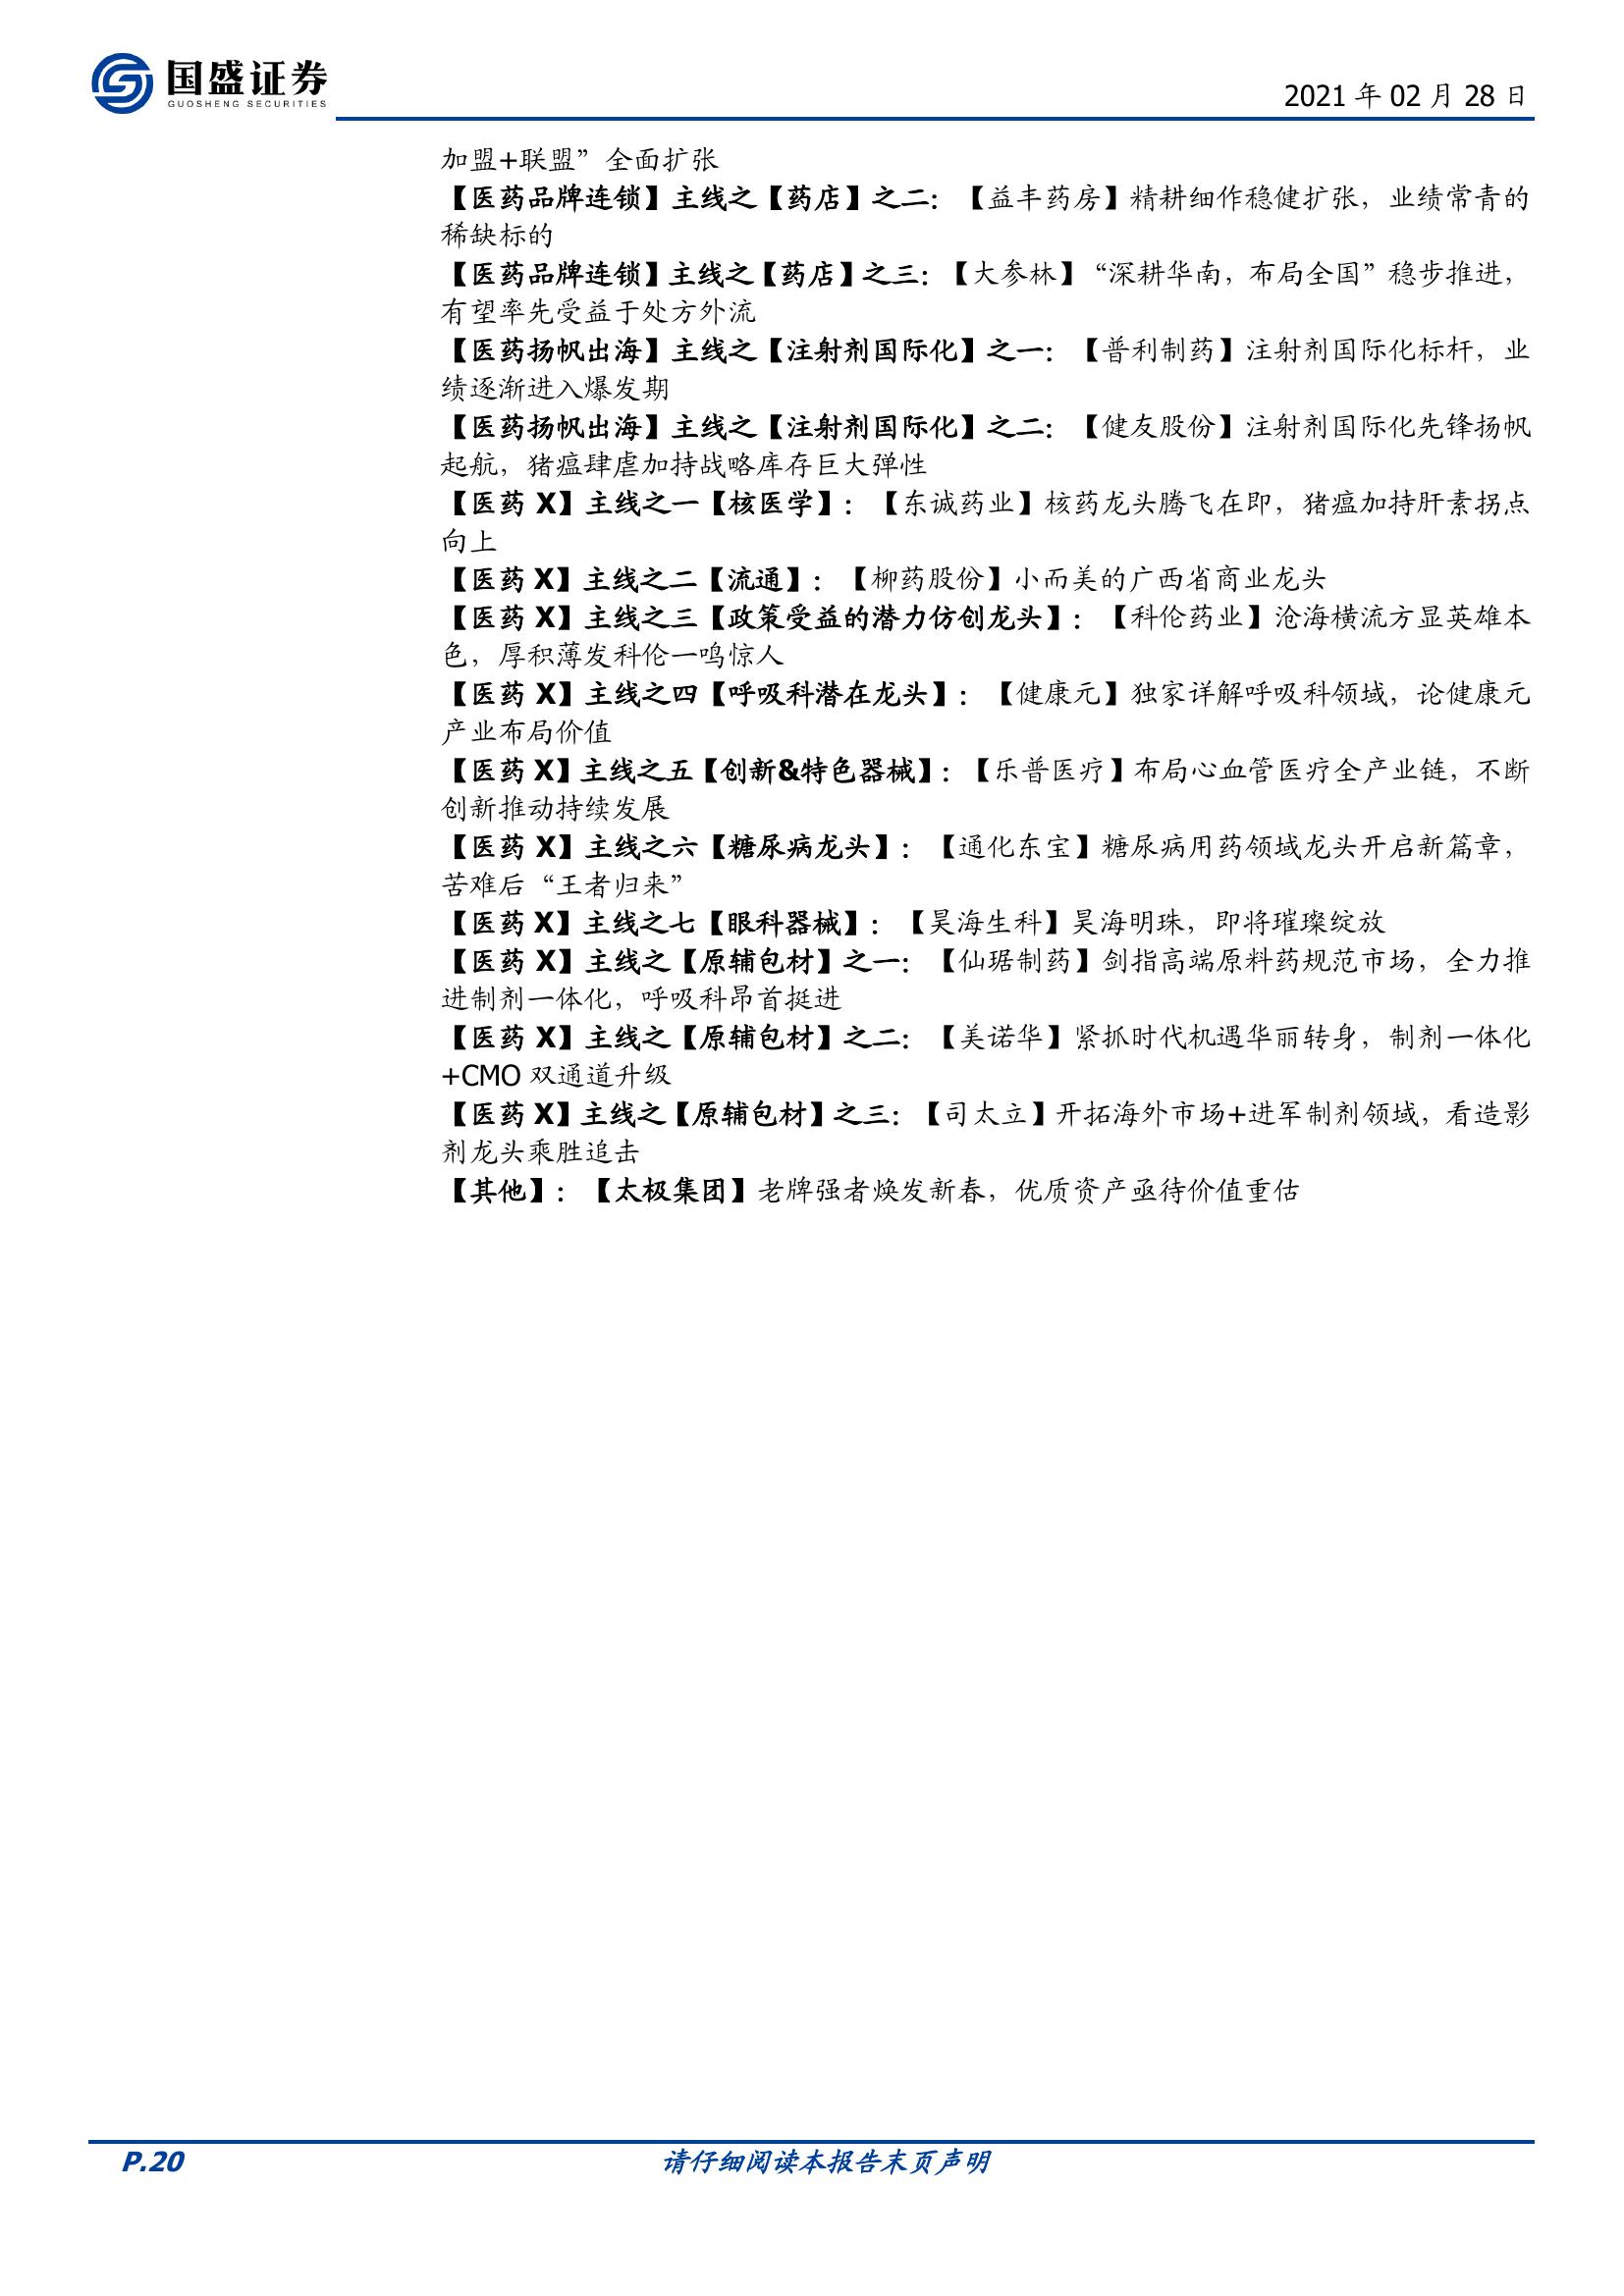 国盛证券
GUOSHENG SECURITIES
2021 年 02 月 28 日
加盟+联盟”全面扩张
【医药品牌连锁】主线之【药店】之二：【益丰药房】精耕细作稳健扩张，业绩常青的
稀缺标的
【医药品牌连锁】主线之【药店】之三：【大参林】“深耕华南，布局全国”稳步推进，
有望率先受益于处方外流
【医药扬帆出海】主线之【注射剂国际化】之一：【普利制药】注射剂国际化标杆，业
绩逐渐进入爆发期
【医药扬帆出海】主线之【注射剂国际化】之二：【健友股份】注射剂国际化先锋扬帆
起航，猪瘟肆虐加持战略库存巨大弹性
【医药 X】主线之一【核医学】：【东诚药业】核药龙头腾飞在即，猪瘟加持肝素拐点
向上
【医药 X】主线之二【流通】：【柳药股份】小而美的广西省商业龙头
【医药 X】主线之三【政策受益的潜力仿创龙头】：【科伦药业】沧海横流方显英雄本
色，厚积薄发科伦一鸣惊人
【医药 X】主线之四【呼吸科潜在龙头】：【健康元】独家详解呼吸科领域，论健康元
产业布局价值
【医药 X】主线之五【创新&特色器械】：【乐普医疗】布局心血管医疗全产业链，不断
创新推动持续发展
【医药 X】主线之六【糖尿病龙头】：【通化东宝】糖尿病用药领域龙头开启新篇章，
苦难后“王者归来”
【医药 X】主线之七【眼科器械】：【昊海生科】昊海明珠，即将璀璨绽放
【医药 X】主线之【原辅包材】之一：【仙琚制药】剑指高端原料药规范市场，全力推
进制剂一体化，呼吸科昂首挺进
【医药 X】主线之【原辅包材】之二：【美诺华】紧抓时代机遇华丽转身，制剂一体化
+CMO 双通道升级
【医药 X】主线之【原辅包材】之三：【司太立】开拓海外市场+进军制剂领域，看造影
剂龙头乘胜追击
【其他】：【太极集团】老牌强者焕发新春，优质资产亟待价值重估
P.20
请仔细阅读本报告末页声明